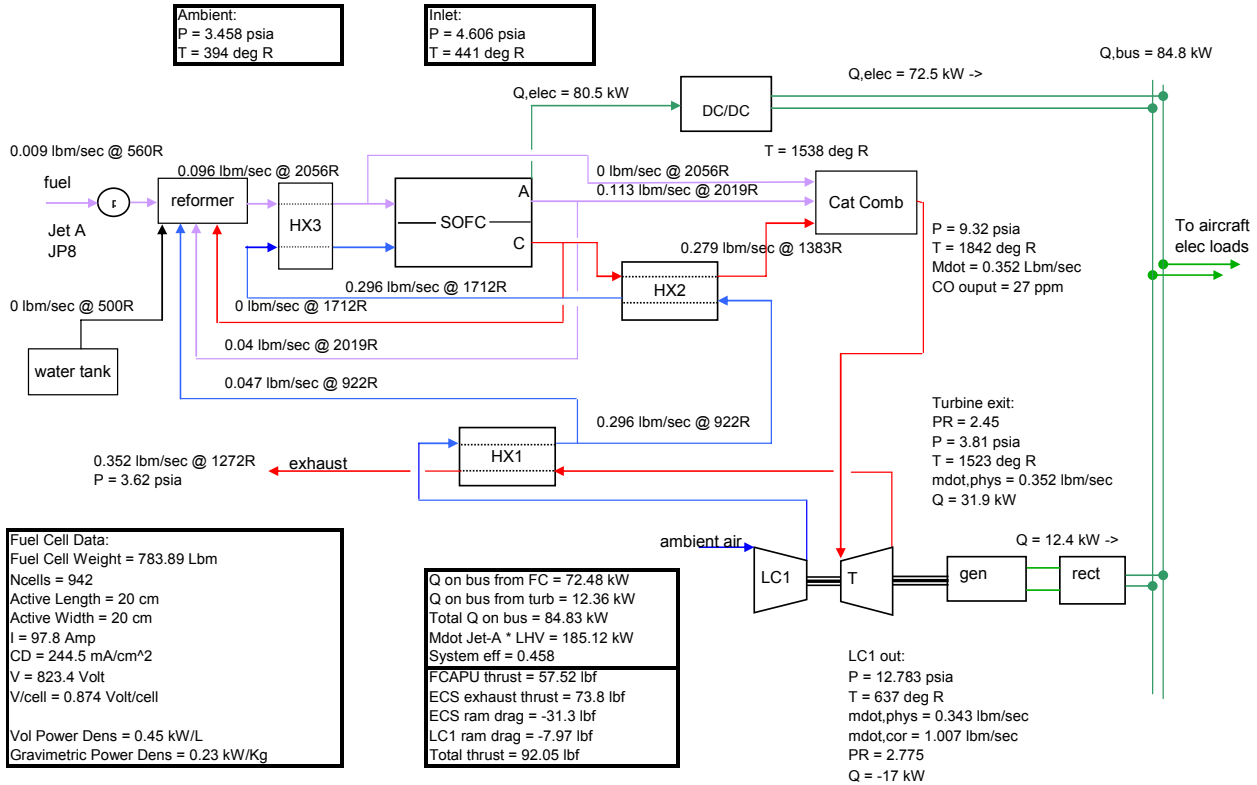 Ambient:
P = 3.458 psia
T = 394 deg R
Inlet:
P = 4.606 psia
T = 441 deg R
Q,bus = 84.8 kW
Q,elec = 72.5 kW ->
Q,elec = 80.5 kW
DC/DC
0.009 lbm/sec @ 560R
T = 1538 deg R
0.096 lbm/sec @ 2056R
0 lbm/sec @ 2056R
0.113 lbm/sec @ 2019R
fuel
reformer
HX3
SOFC
A
C
Cat Comb
Jet A
JP8
To aircraft
elec loads
P = 9.32 psia
T = 1842 deg R
Mdot = 0.352 Lbm/sec
CO ouput = 27 ppm
0.279 lbm/sec @ 1383R
HX2
0.296 lbm/sec @ 1712R
0 lbm/sec @ 500R
0 lbm/sec @ 1712R
0.04 lbm/sec @ 2019R
water tank
0.047 lbm/sec @ 922R
0.296 lbm/sec @ 922R
Turbine exit:
PR = 2.45
P = 3.81 psia
T = 1523 deg R
mdot,phys = 0.352 lbm/sec
Q = 31.9 kW
HX1
0.352 lbm/sec @ 1272R
P = 3.62 psia
exhaust
ambient air
LC1
T
gen
rect
Q = 12.4 kW ->
Fuel Cell Data:
Fuel Cell Weight = 783.89 Lbm
Ncells = 942
Active Length = 20 cm
Active Width = 20 cm
I = 97.8 Amp
CD = 244.5 mA/cm^2
V = 823.4 Volt
V/cell = 0.874 Volt/cell
Vol Power Dens = 0.45 kW/L
Gravimetric Power Dens = 0.23 kW/Kg
Q on bus from FC = 72.48 kW
Q on bus from turb = 12.36 kW
Total Q on bus = 84.83 kW
Mdot Jet-A * LHV = 185.12 kW
System eff = 0.458
FCAPU thrust = 57.52 lbf
ECS exhaust thrust = 73.8 lbf
ECS ram drag = -31.3 lbf
LC1 ram drag = -7.97 lbf
Total thrust = 92.05 lbf
LC1 out:
P = 12.783 psia
T = 637 deg R
mdot,phys = 0.343 lbm/sec
mdot,cor = 1.007 lbm/sec
PR = 2.775
Q = -17 kW